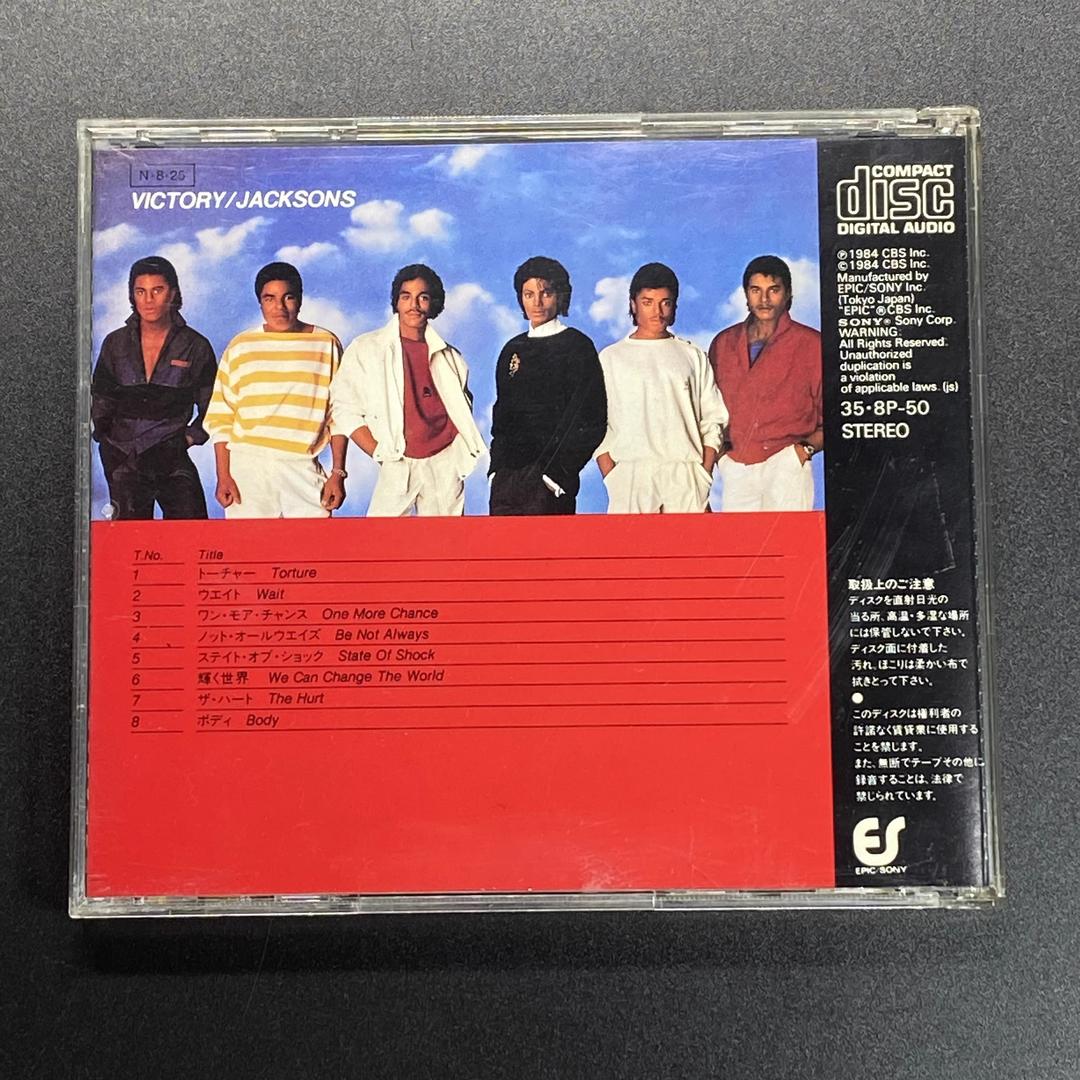 N・8・25
VICTORY/JACKSONS
T.No. Title
1 トーチャー Torture
2 ウエイト Wait
3 ワン・モア・チャンス One More Chance
4 ノット・オールウエイズ Be Not Always
5 ステイト・オブ・ショック State Of Shock
6 輝く世界 We Can Change The World
7 ザ・ハート The Hurt
8 ボディ Body
COMPACT
disc
DIGITAL AUDIO
℗1984 CBS Inc.
©1984 CBS Inc.
Manufactured by
EPIC/SONY Inc.
(Tokyo Japan)
"EPIC" ®CBS Inc.
SONY® Sony Corp.
WARNING:
All Rights Reserved.
Unauthorized
duplication is
a violation
of applicable laws. (js)
35・8P-50
STEREO
取扱上のご注意
ディスクを直射日光の
当る所、高温・多湿な場所
には保管しないで下さい。
ディスク面に付着した
汚れ、ほこりは柔かい布で
拭きとって下さい。
●
このディスクは権利者の
許諾なく賃貸業に使用する
ことを禁じます。
また、無断でテープその他に
録音することは、法律で
禁じられています。
ES
EPIC/SONY